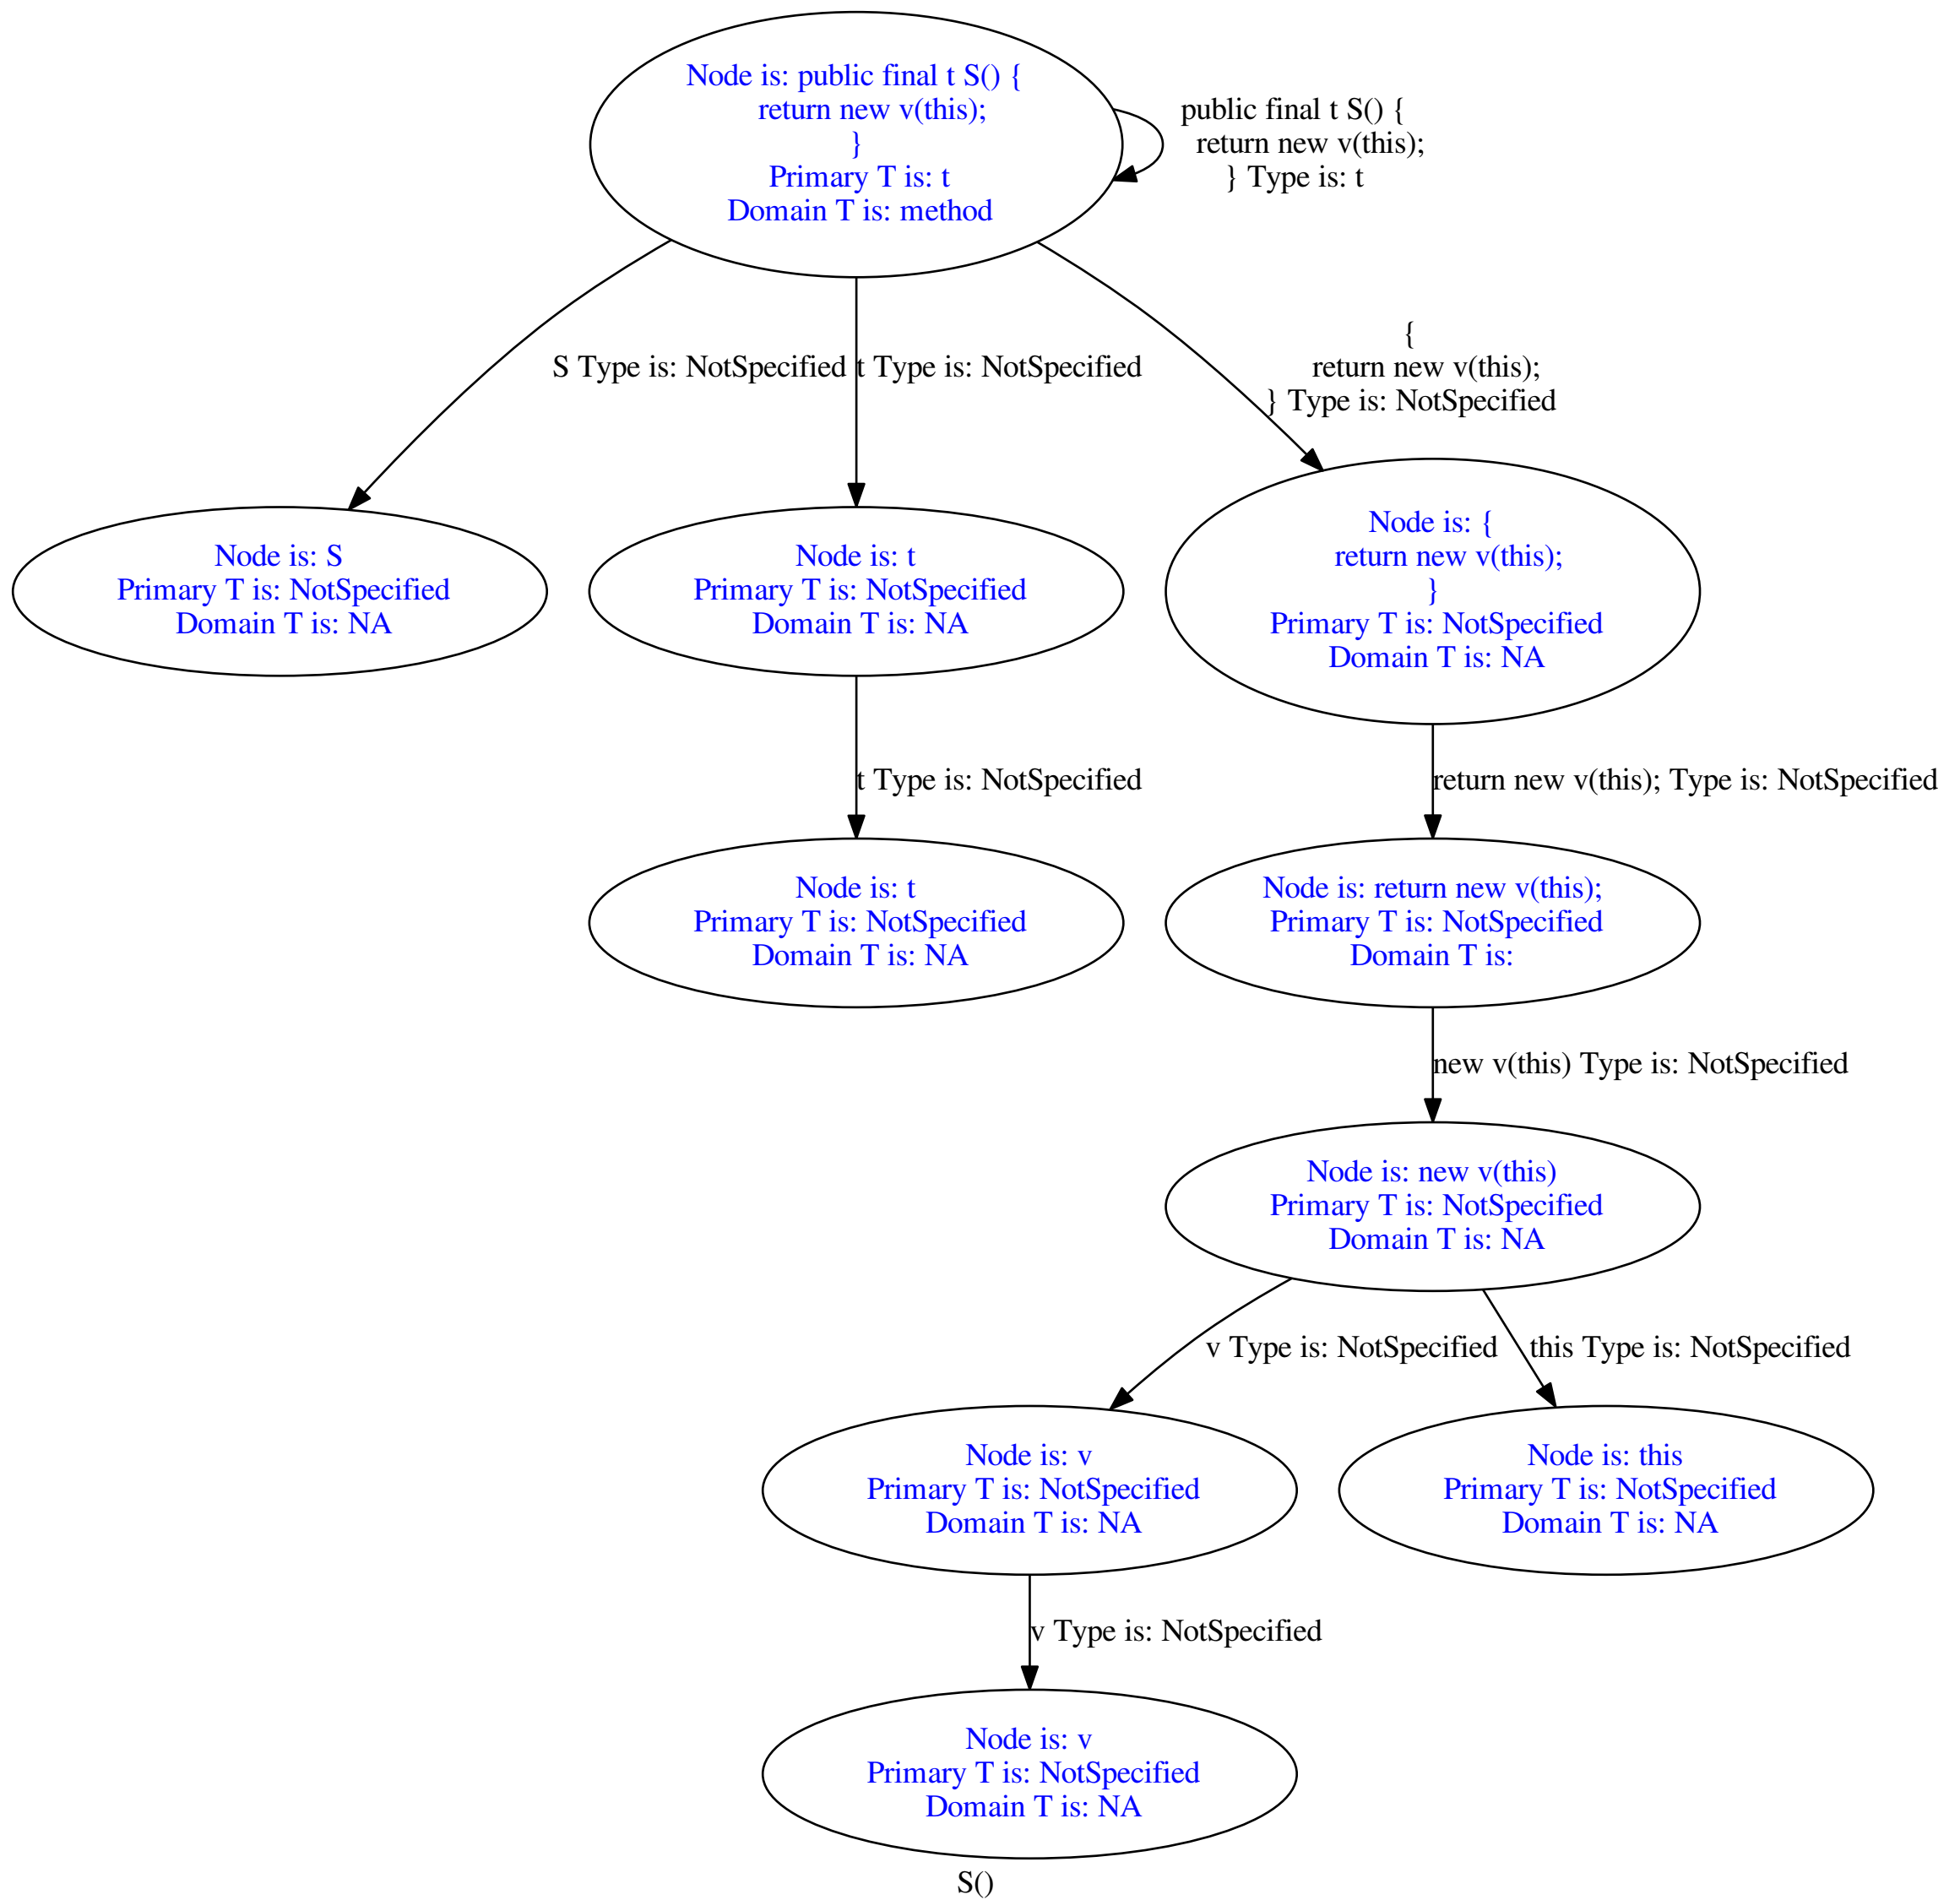 Node is: public final t S() {
return new v(this);
}
Primary T is: t
Domain T is: method
public final t S() {
return new v(this);
} Type is: t
S Type is: NotSpecified
t Type is: NotSpecified
{
return new v(this);
} Type is: NotSpecified
Node is: S
Primary T is: NotSpecified
Domain T is: NA
Node is: t
Primary T is: NotSpecified
Domain T is: NA
Node is: {
return new v(this);
}
Primary T is: NotSpecified
Domain T is: NA
t Type is: NotSpecified
return new v(this); Type is: NotSpecified
Node is: t
Primary T is: NotSpecified
Domain T is: NA
Node is: return new v(this);
Primary T is: NotSpecified
Domain T is:
new v(this) Type is: NotSpecified
Node is: new v(this)
Primary T is: NotSpecified
Domain T is: NA
v Type is: NotSpecified
this Type is: NotSpecified
Node is: v
Primary T is: NotSpecified
Domain T is: NA
Node is: this
Primary T is: NotSpecified
Domain T is: NA
v Type is: NotSpecified
Node is: v
Primary T is: NotSpecified
Domain T is: NA
S()